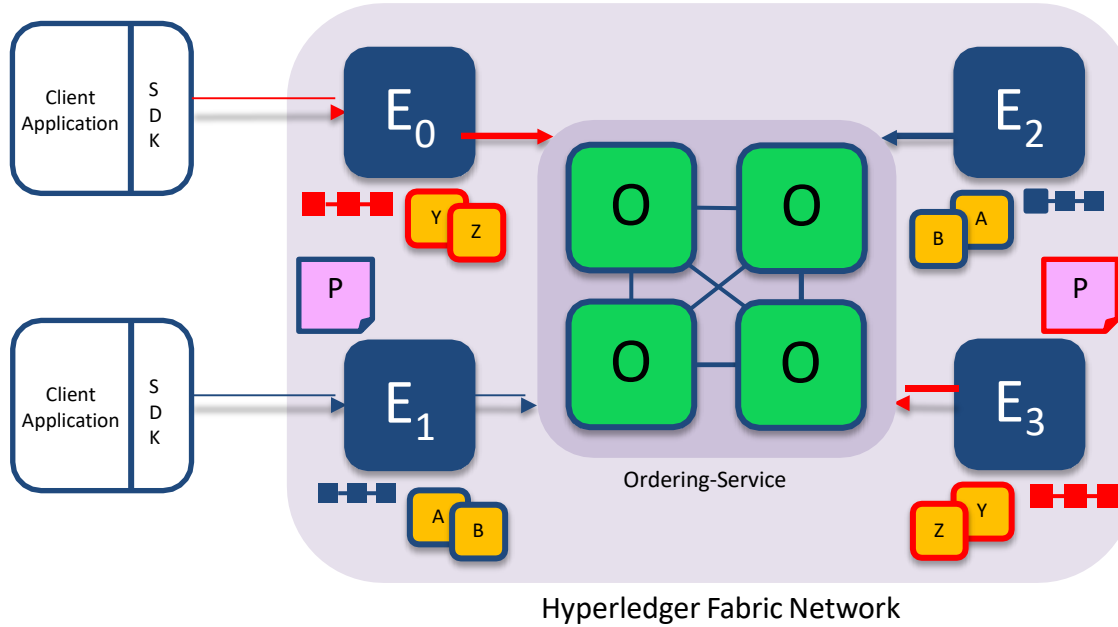 Client
Application
S
D
K
E0
E2
O
O
Y
Z
A
B
P
P
Client
Application
S
D
K
E1
O
O
E3
Ordering-Service
A
B
Y
Z
Hyperledger Fabric Network